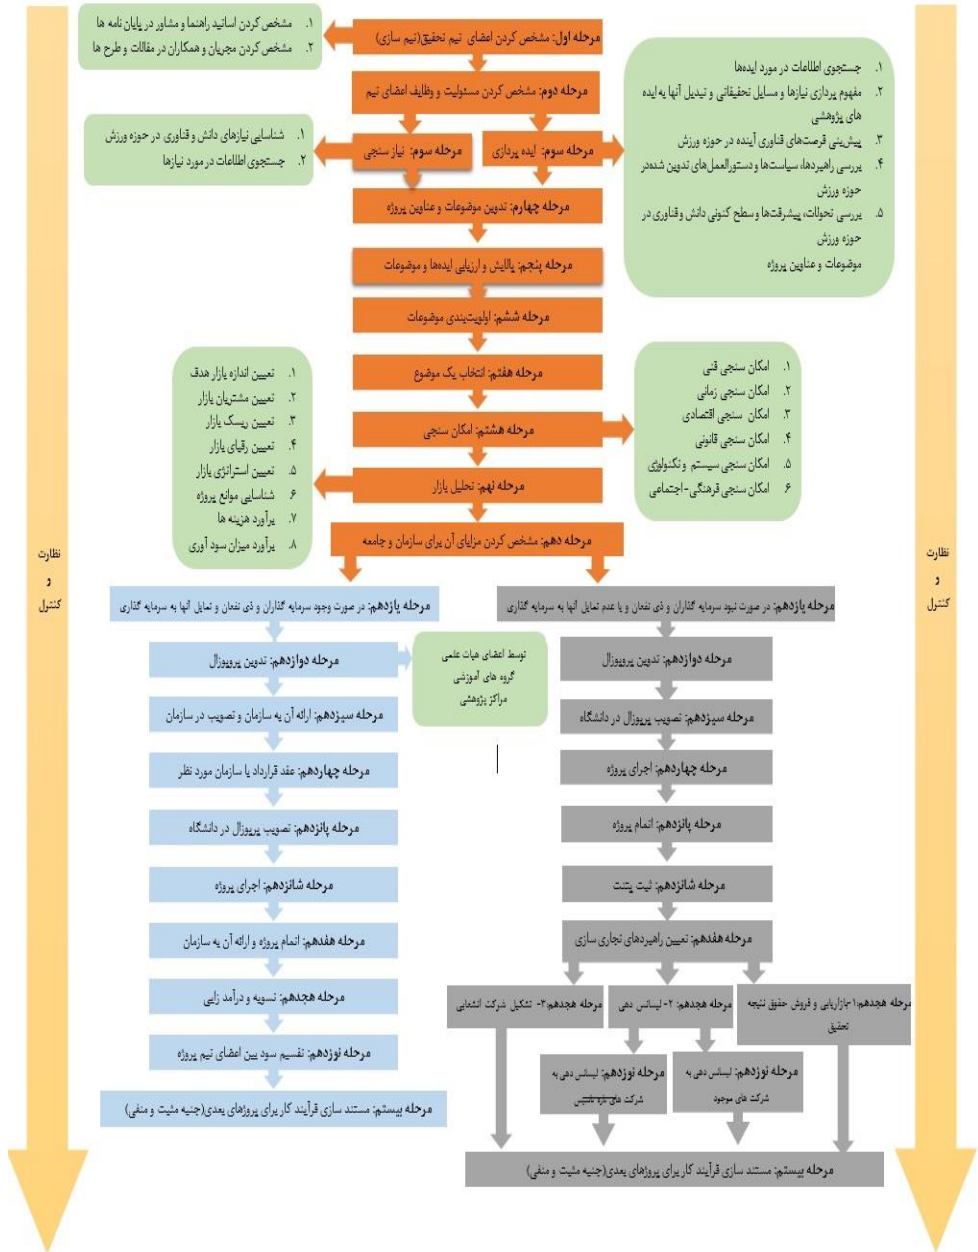 مرحله اول: مشخص کردن اعضای تیم تحقیق(تیم سازی)
۱. مشخص کردن اساتید راهنما و مشاور در پایان نامه ها
۲. مشخص کردن مجریان و همکاران در مقالات و طرح ها
مرحله دوم: مشخص کردن مسئولیت و وظایف اعضای تیم
مرحله سوم: ایده پردازی
۱. جستجوی اطلاعات در مورد ایده‌ها
۲. مفهوم پردازی نیازها و مسایل تحقیقاتی و تبدیل آنها به ایده
های پژوهشی
۳. پیش‌بینی فرصت‌های فناوری آینده در حوزه ورزش
۴. بررسی راهبردها، سیاست‌ها و دستورالعمل‌های تدوین شده‌در
حوزه ورزش
۵. بررسی تحولات، پیشرفت‌ها و سطح کنونی دانش و فناوری در
حوزه ورزش
موضوعات و عناوین پروژه
مرحله سوم: نیاز سنجی
۱. شناسایی نیازهای دانش و فناوری در حوزه ورزش
۲. جستجوی اطلاعات در مورد نیازها
مرحله چهارم: تدوین موضوعات و عناوین پروژه
مرحله پنجم: پالایش و ارزیابی ایده‌ها و موضوعات
مرحله ششم: اولویت‌بندی موضوعات
مرحله هفتم: انتخاب یک موضوع
مرحله هشتم: امکان سنجی
۱. امکان سنجی فنی
۲. امکان سنجی زمانی
۳. امکان سنجی اقتصادی
۴. امکان سنجی قانونی
۵. امکان سنجی سیستم و تکنولوژی
۶ امکان سنجی فرهنگی-اجتماعی
مرحله نهم: تحلیل بازار
۱. تعیین اندازه بازار هدف
۲. تعیین مشتریان بازار
۳. تعیین ریسک بازار
۴. تعیین رقبای بازار
۵. تعیین استراتژی بازار
۶ شناسایی موانع پروژه
۷. برآورد هزینه ها
۸. برآورد میزان سود آوری
مرحله دهم: مشخص کردن مزایای آن برای سازمان و جامعه
مرحله یازدهم: در صورت نبود سرمایه گذاران و ذی نفعان و یا عدم تمایل آنها به سرمایه گذاری
مرحله دوازدهم: تدوین پروپوزال
مرحله سیزدهم: تصویب پرپوزال در دانشگاه
مرحله چهاردهم: اجرای پروژه
مرحله پانزدهم: اتمام پروژه
مرحله شانزدهم: ثبت پتنت
مرحله هفدهم: تعیین راهبردهای تجاری سازی
مرحله هجدهم:۱-بازاریابی و فروش حقوق نتیجه
تحقیق
مرحله هجدهم: ۲- لیسانس دهی
مرحله هجدهم:۳- تشکیل شرکت انشعابی
مرحله نوزدهم: لیسانس دهی به
شرکت های موجود
مرحله نوزدهم: لیسانس دهی به
شرکت های تازه تاسیس
مرحله بیستم: مستند سازی فرآیند کار برای پروژهای بعدی(جنبه مثبت و منفی)
مرحله یازدهم: در صورت وجود سرمایه گذاران و ذی نفعان و تمایل آنها به سرمایه گذاری
مرحله دوازدهم: تدوین پروپوزال
توسط اعضای هیات علمی
گروه های آموزشی
مراکز پژوهشی
مرحله سیزدهم: ارائه آن به سازمان و تصویب در سازمان
مرحله چهاردهم: عقد قرارداد با سازمان مورد نظر
مرحله پانزدهم: تصویب پرپوزال در دانشگاه
مرحله شانزدهم: اجرای پروژه
مرحله هفدهم: اتمام پروژه و ارائه آن به سازمان
مرحله هجدهم: تسویه و درآمد زایی
مرحله نوزدهم: تقسیم سود بین اعضای تیم پروژه
مرحله بیستم: مستند سازی فرآیند کار برای پروژهای بعدی(جنبه مثبت و منفی)
نظارت
و
کنترل
نظارت
و
کنترل